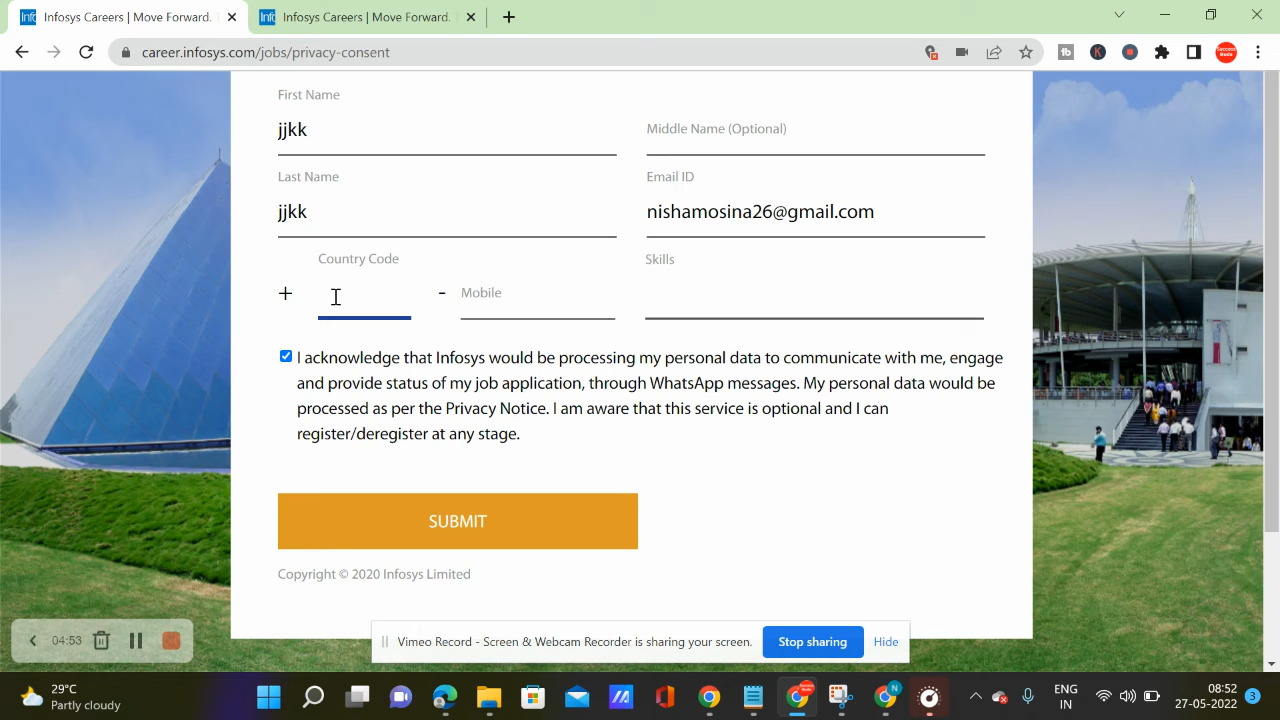 Infosys Careers | Move Forward.
Infosys Careers | Move Forward.
career.infosys.com/jobs/privacy-consent
First Name
jjkk
Middle Name (Optional)
Last Name
jjkk
Email ID
nishamosina26@gmail.com
Country Code
+
-
Mobile
Skills
I acknowledge that Infosys would be processing my personal data to communicate with me, engage
and provide status of my job application, through WhatsApp messages. My personal data would be
processed as per the Privacy Notice. I am aware that this service is optional and I can
register/deregister at any stage.
SUBMIT
Copyright © 2020 Infosys Limited
04:53
Vimeo Record - Screen & Webcam Recorder is sharing your screen.
Stop sharing
Hide
29°C
Partly cloudy
ENG
IN
08:52
27-05-2022
3